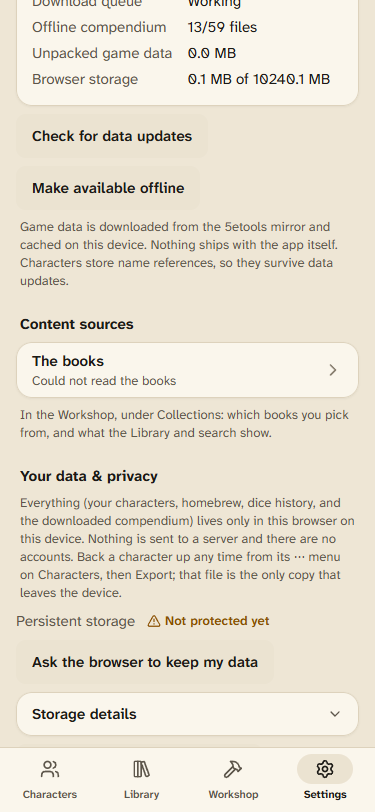 Download queue Working
Offline compendium 13/59 files
Unpacked game data 0.0 MB
Browser storage 0.1 MB of 10240.1 MB
Check for data updates
Make available offline
Game data is downloaded from the 5etools mirror and
cached on this device. Nothing ships with the app itself.
Characters store name references, so they survive data
updates.
Content sources
The books
Could not read the books
In the Workshop, under Collections: which books you pick
from, and what the Library and search show.
Your data & privacy
Everything (your characters, homebrew, dice history, and
the downloaded compendium) lives only in this browser on
this device. Nothing is sent to a server and there are no
accounts. Back a character up any time from its ··· menu
on Characters, then Export; that file is the only copy that
leaves the device.
Persistent storage Not protected yet
Ask the browser to keep my data
Storage details
Characters Library Workshop Settings